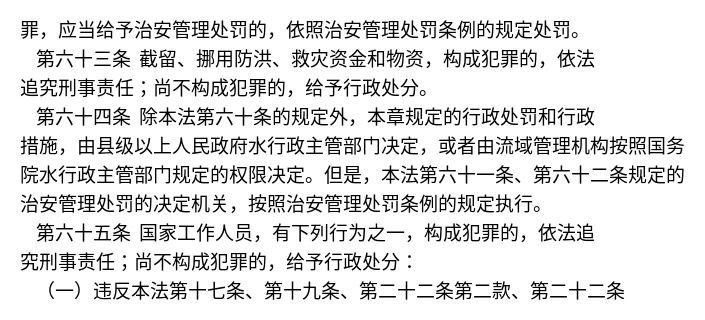 罪，应当给予治安管理处罚的，依照治安管理处罚条例的规定处罚。
第六十三条 截留、挪用防洪、救灾资金和物资，构成犯罪的，依法
追究刑事责任；尚不构成犯罪的，给予行政处分。
第六十四条 除本法第六十条的规定外，本章规定的行政处罚和行政
措施，由县级以上人民政府水行政主管部门决定，或者由流域管理机构按照国务
院水行政主管部门规定的权限决定。但是，本法第六十一条、第六十二条规定的
治安管理处罚的决定机关，按照治安管理处罚条例的规定执行。
第六十五条 国家工作人员，有下列行为之一，构成犯罪的，依法追
究刑事责任；尚不构成犯罪的，给予行政处分：
（一）违反本法第十七条、第十九条、第二十二条第二款、第二十二条